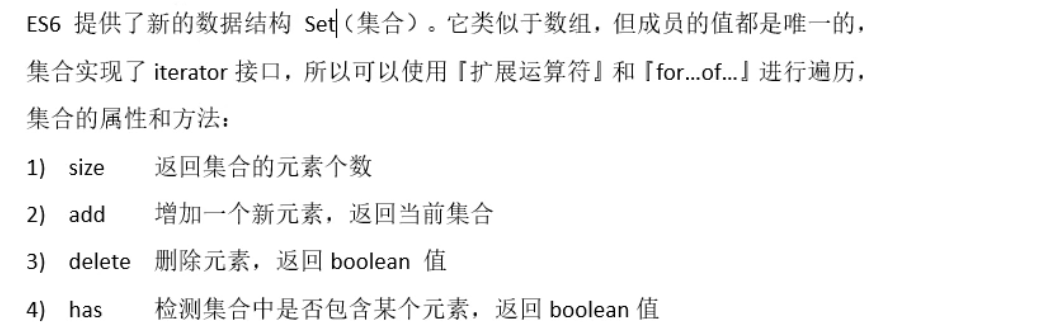 ES6 提供了新的数据结构 Set（集合）。它类似于数组，但成员的值都是唯一的，
集合实现了 iterator 接口，所以可以使用『扩展运算符』和『for…of…』进行遍历，
集合的属性和方法：
1) size 返回集合的元素个数
2) add 增加一个新元素，返回当前集合
3) delete 删除元素，返回 boolean 值
4) has 检测集合中是否包含某个元素，返回 boolean 值